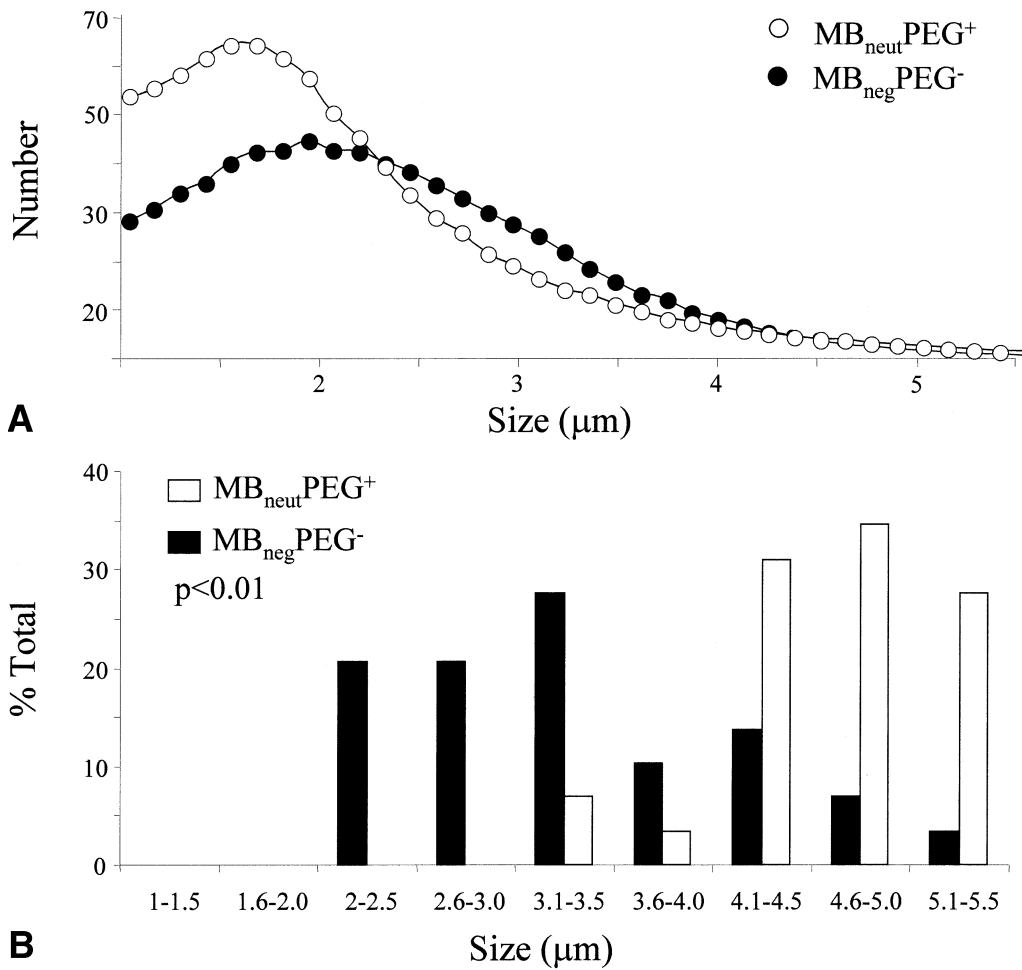 70
50
30
20
Number
MBneutPEG+
MBnegPEG-
2 3 4 5
Size (μm)
A
40
30
20
10
0
% Total
MBneutPEG+
MBnegPEG-
p<0.01
1-1.5 1.6-2.0 2-2.5 2.6-3.0 3.1-3.5 3.6-4.0 4.1-4.5 4.6-5.0 5.1-5.5
Size (μm)
B